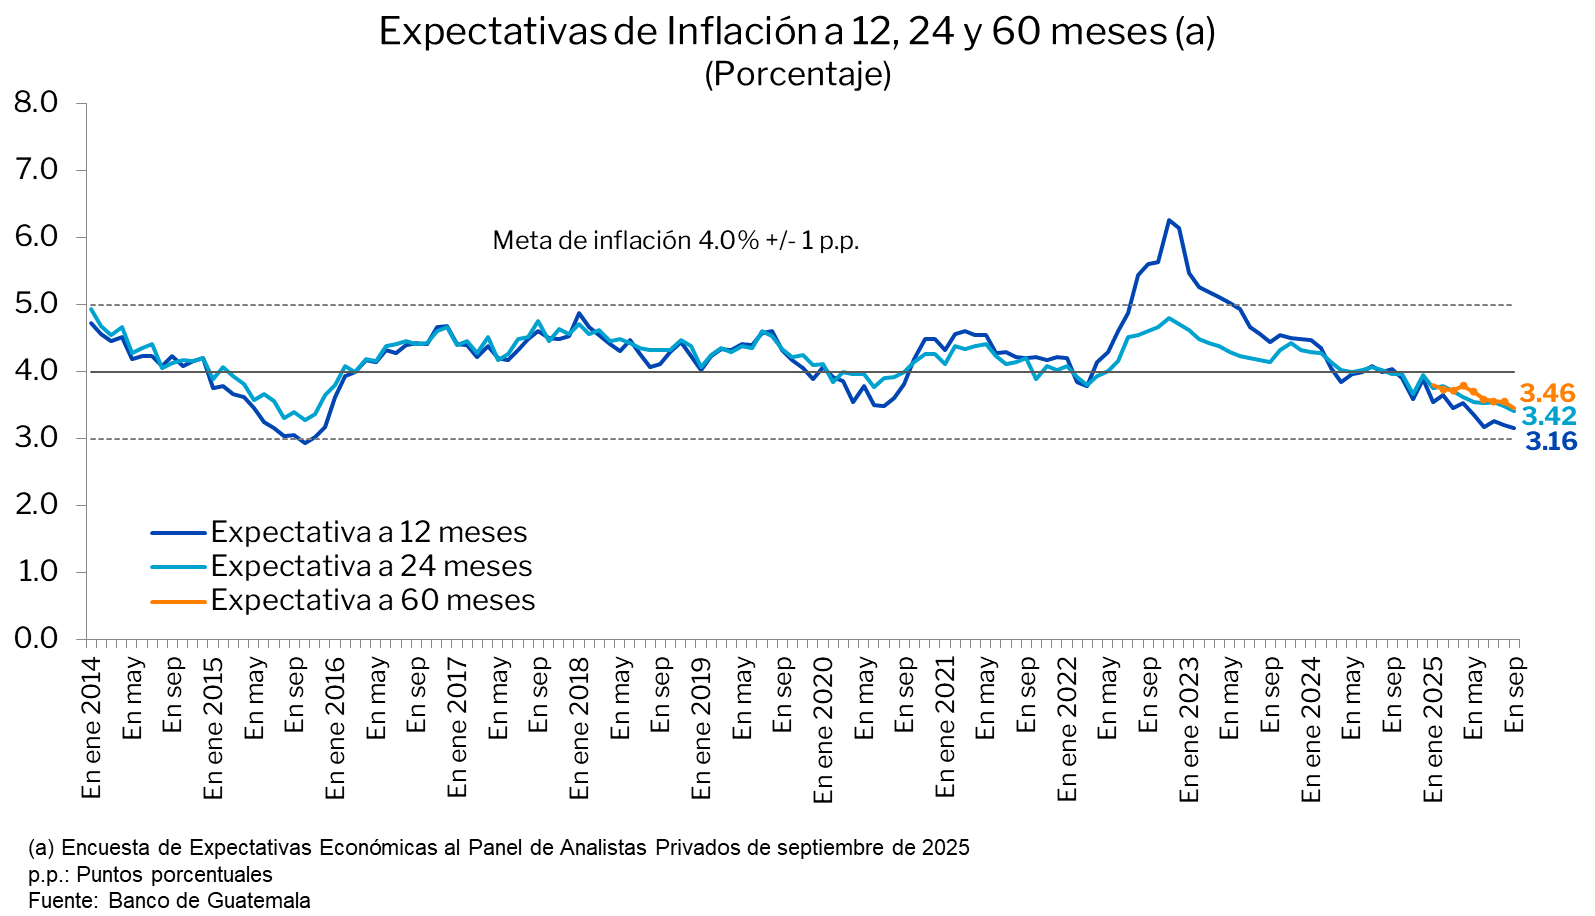 Expectativas de Inflación a 12, 24 y 60 meses (a)
(Porcentaje)
8.0
7.0
6.0
5.0
4.0
3.0
2.0
1.0
0.0
Meta de inflación 4.0% +/- 1 p.p.
3.46
3.42
3.16
Expectativa a 12 meses
Expectativa a 24 meses
Expectativa a 60 meses
En ene 2014
En may
En sep
En ene 2015
En may
En sep
En ene 2016
En may
En sep
En ene 2017
En may
En sep
En ene 2018
En may
En sep
En ene 2019
En may
En sep
En ene 2020
En may
En sep
En ene 2021
En may
En sep
En ene 2022
En may
En sep
En ene 2023
En may
En sep
En ene 2024
En may
En sep
En ene 2025
En may
En sep
(a) Encuesta de Expectativas Económicas al Panel de Analistas Privados de septiembre de 2025
p.p.: Puntos porcentuales
Fuente: Banco de Guatemala